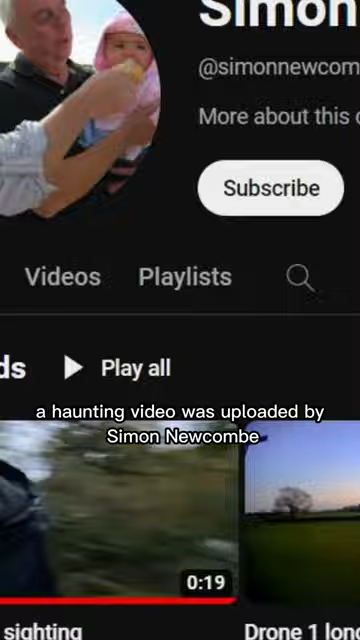 Simon
@simonnewcom
More about this c
Subscribe
Videos Playlists
ds Play all
a haunting video was uploaded by
Simon Newcombe
0:19
sighting Drone 1 long